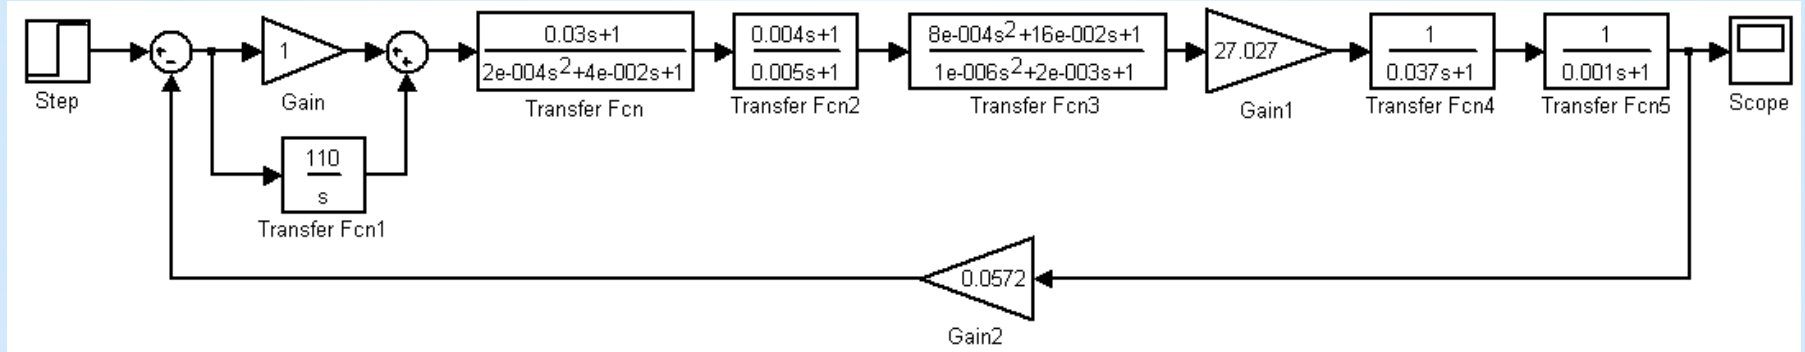 Step
+
-
1
Gain
+
+
110
s
Transfer Fcn1
0.03s+1
2e-004s²+4e-002s+1
Transfer Fcn
0.004s+1
0.005s+1
Transfer Fcn2
8e-004s²+16e-002s+1
1e-006s²+2e-003s+1
Transfer Fcn3
27.027
Gain1
1
0.037s+1
Transfer Fcn4
1
0.001s+1
Transfer Fcn5
Scope
0.0572
Gain2